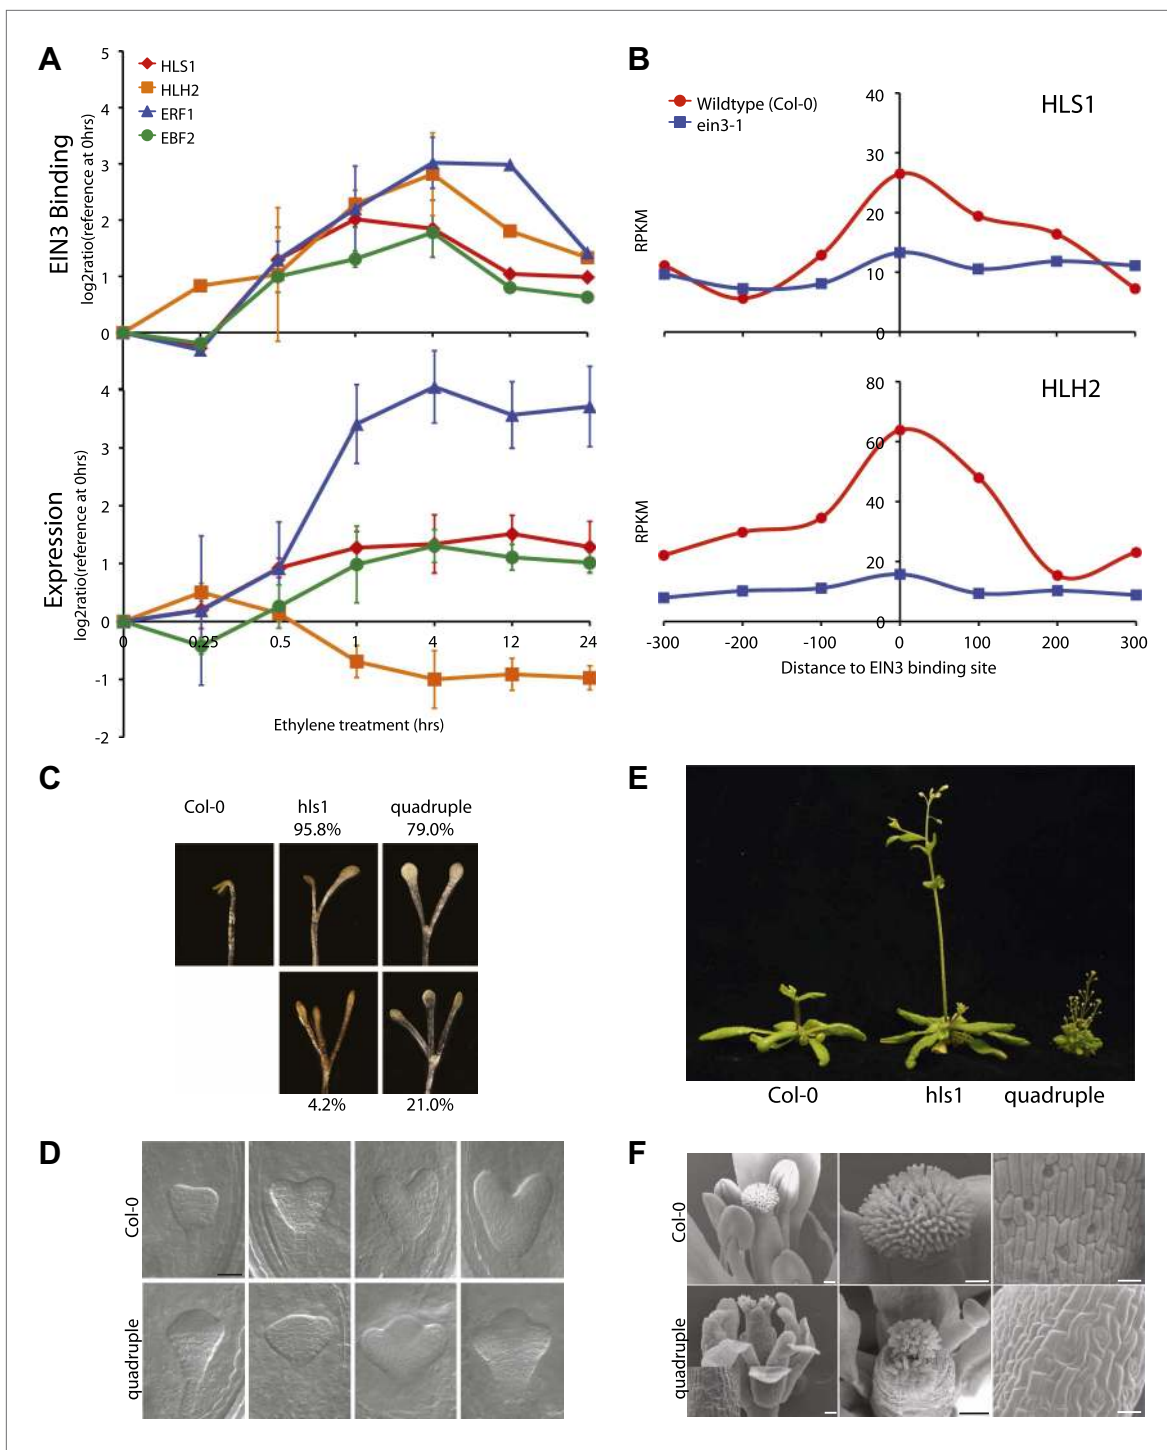 A
5
4
3
2
1
0
EIN3 Binding
log2ratio(reference at 0hrs)
HLS1
HLH2
ERF1
EBF2
4
3
2
1
0
-1
-2
Expression
log2ratio(reference at 0hrs)
0 0.25 0.5 1 4 12 24
Ethylene treatment (hrs)
B
Wildtype (Col-0)
ein3-1
HLS1
40
30
20
10
0
RPKM
HLH2
80
60
40
20
0
RPKM
-300 -200 -100 0 100 200 300
Distance to EIN3 binding site
C
Col-0 hls1 quadruple
95.8% 79.0%
4.2% 21.0%
D
Col-0
quadruple
E
Col-0 hls1 quadruple
F
Col-0
quadruple